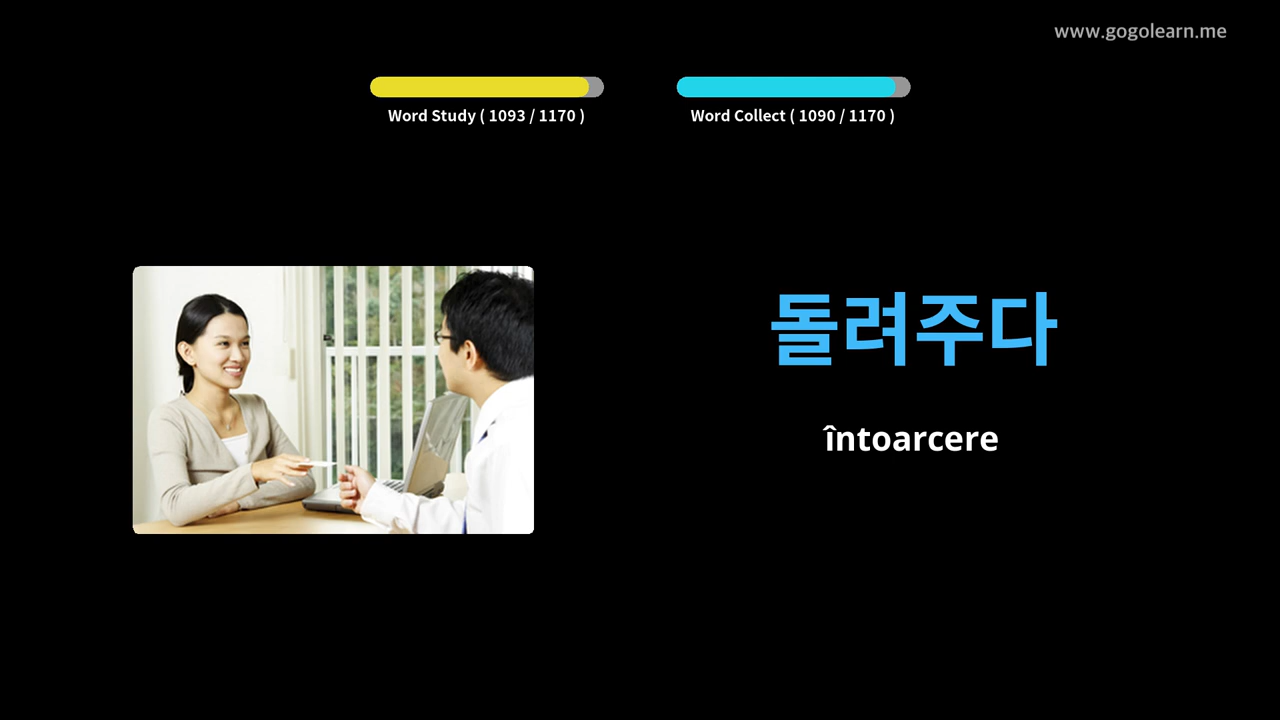 www.gogolearn.me
Word Study ( 1093 / 1170 )
Word Collect ( 1090 / 1170 )
돌려주다
întoarcere